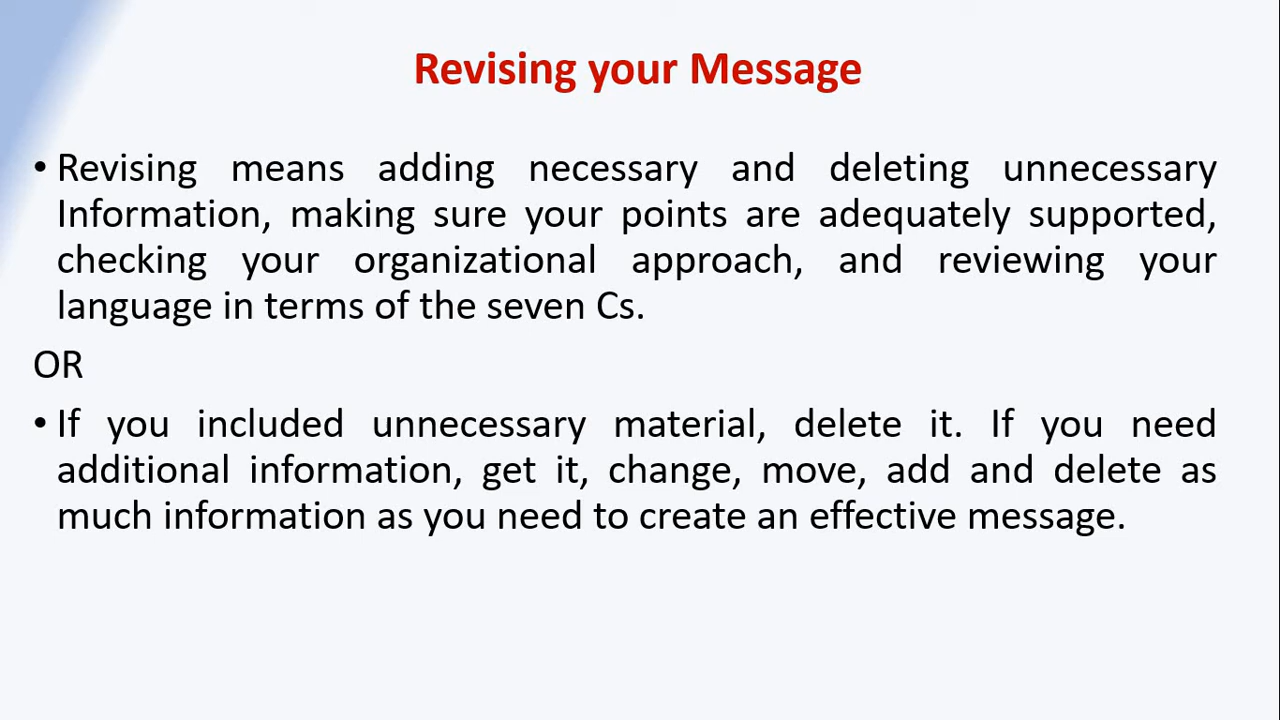 Revising your Message
• Revising means adding necessary and deleting unnecessary
Information, making sure your points are adequately supported,
checking your organizational approach, and reviewing your
language in terms of the seven Cs.
OR
• If you included unnecessary material, delete it. If you need
additional information, get it, change, move, add and delete as
much information as you need to create an effective message.